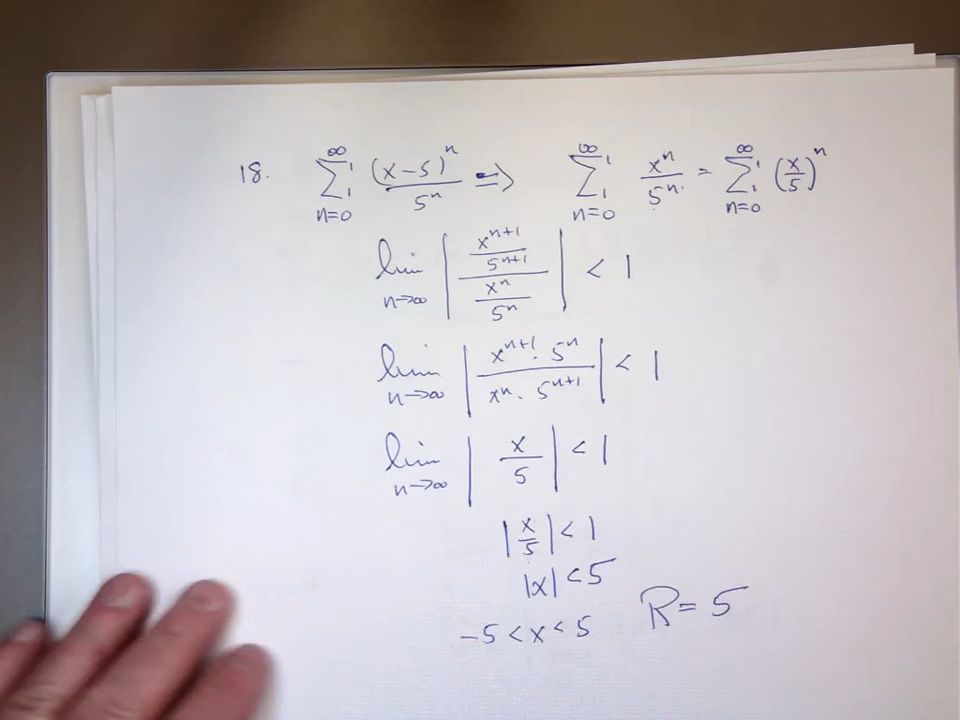 18. ∑_{n=0}^{∞} (x-5)^n / 5^n ⇒ ∑_{n=0}^{∞} x^n / 5^n = ∑_{n=0}^{∞} (x/5)^n
lim_{n→∞} | (x^{n+1} / 5^{n+1}) / (x^n / 5^n) | < 1
lim_{n→∞} | (x^{n+1} · 5^n) / (x^n · 5^{n+1}) | < 1
lim_{n→∞} | x / 5 | < 1
| x/5 | < 1
|x| < 5
-5 < x < 5 R = 5